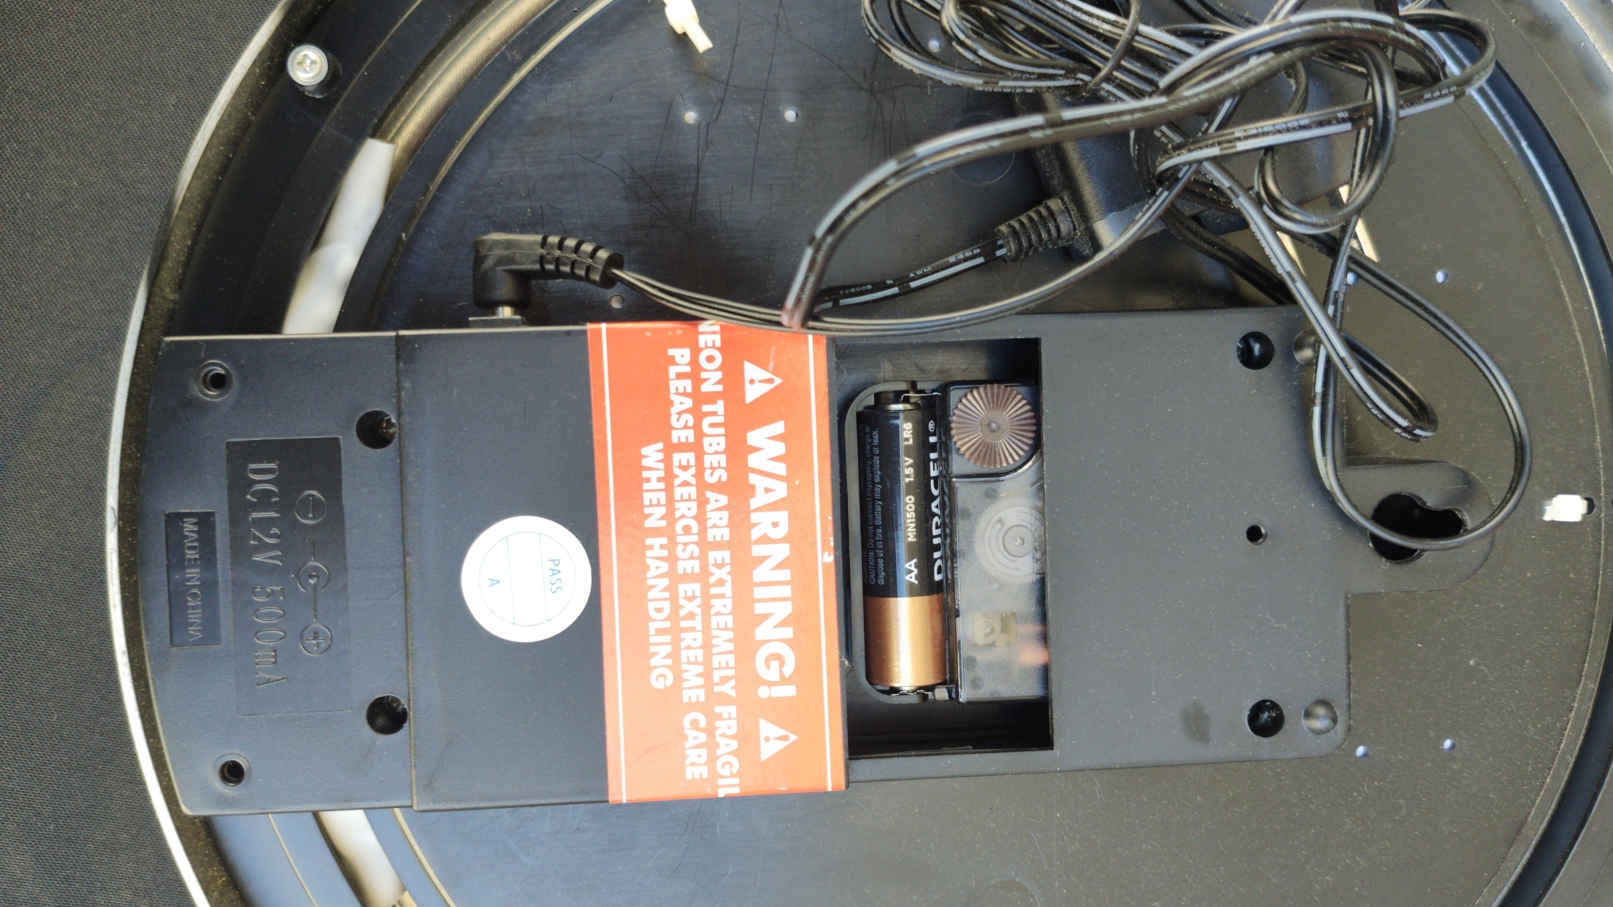 ⚠ WARNING! ⚠
NEON TUBES ARE EXTREMELY FRAGIL
PLEASE EXERCISE EXTREME CARE
WHEN HANDLING
PASS
A
DC12V 500mA
MADE IN CHINA
DURACELL®
MN1500 1.5V LR6
AA